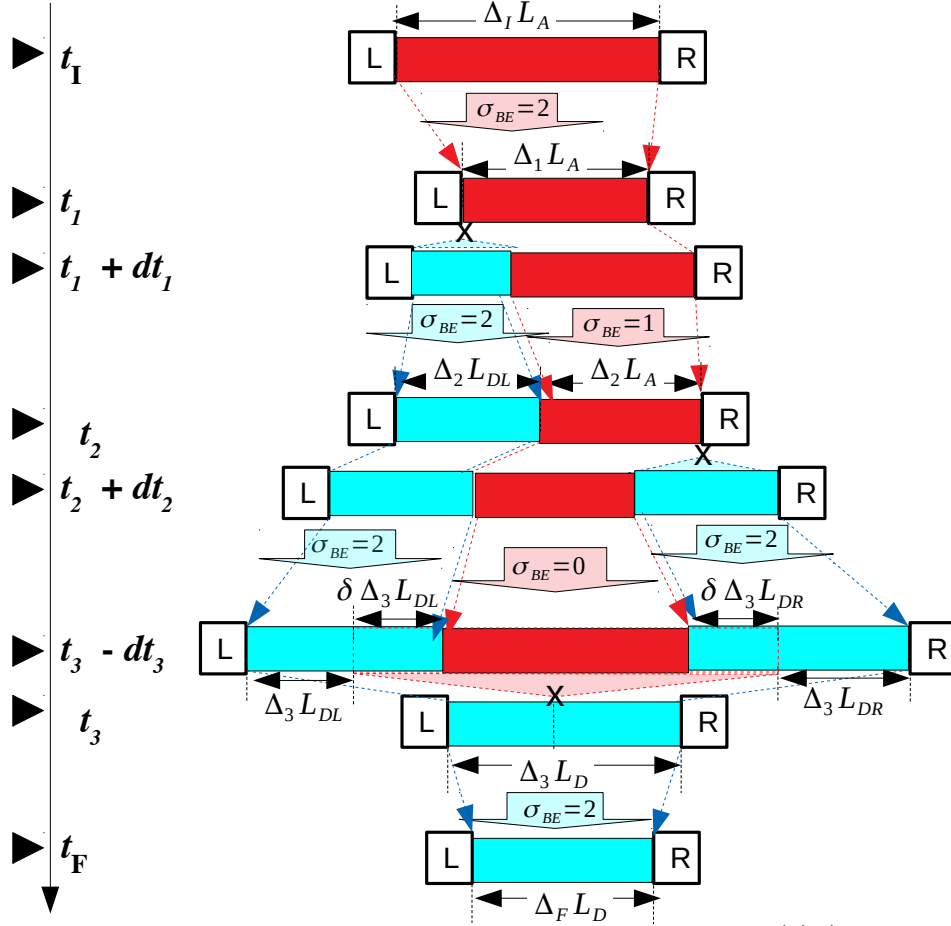 Δ_I L_A
t_I L R
σ_BE=2
Δ_1 L_A
t_1 L R
X
t_1 + dt_1 L R
σ_BE=2 σ_BE=1
Δ_2 L_DL Δ_2 L_A
L R
t_2
X
t_2 + dt_2 L R
σ_BE=2 σ_BE=0 σ_BE=2
δ Δ_3 L_DL δ Δ_3 L_DR
t_3 - dt_3 L R
Δ_3 L_DL X Δ_3 L_DR
t_3 L R
Δ_3 L_D
σ_BE=2
t_F L R
Δ_F L_D